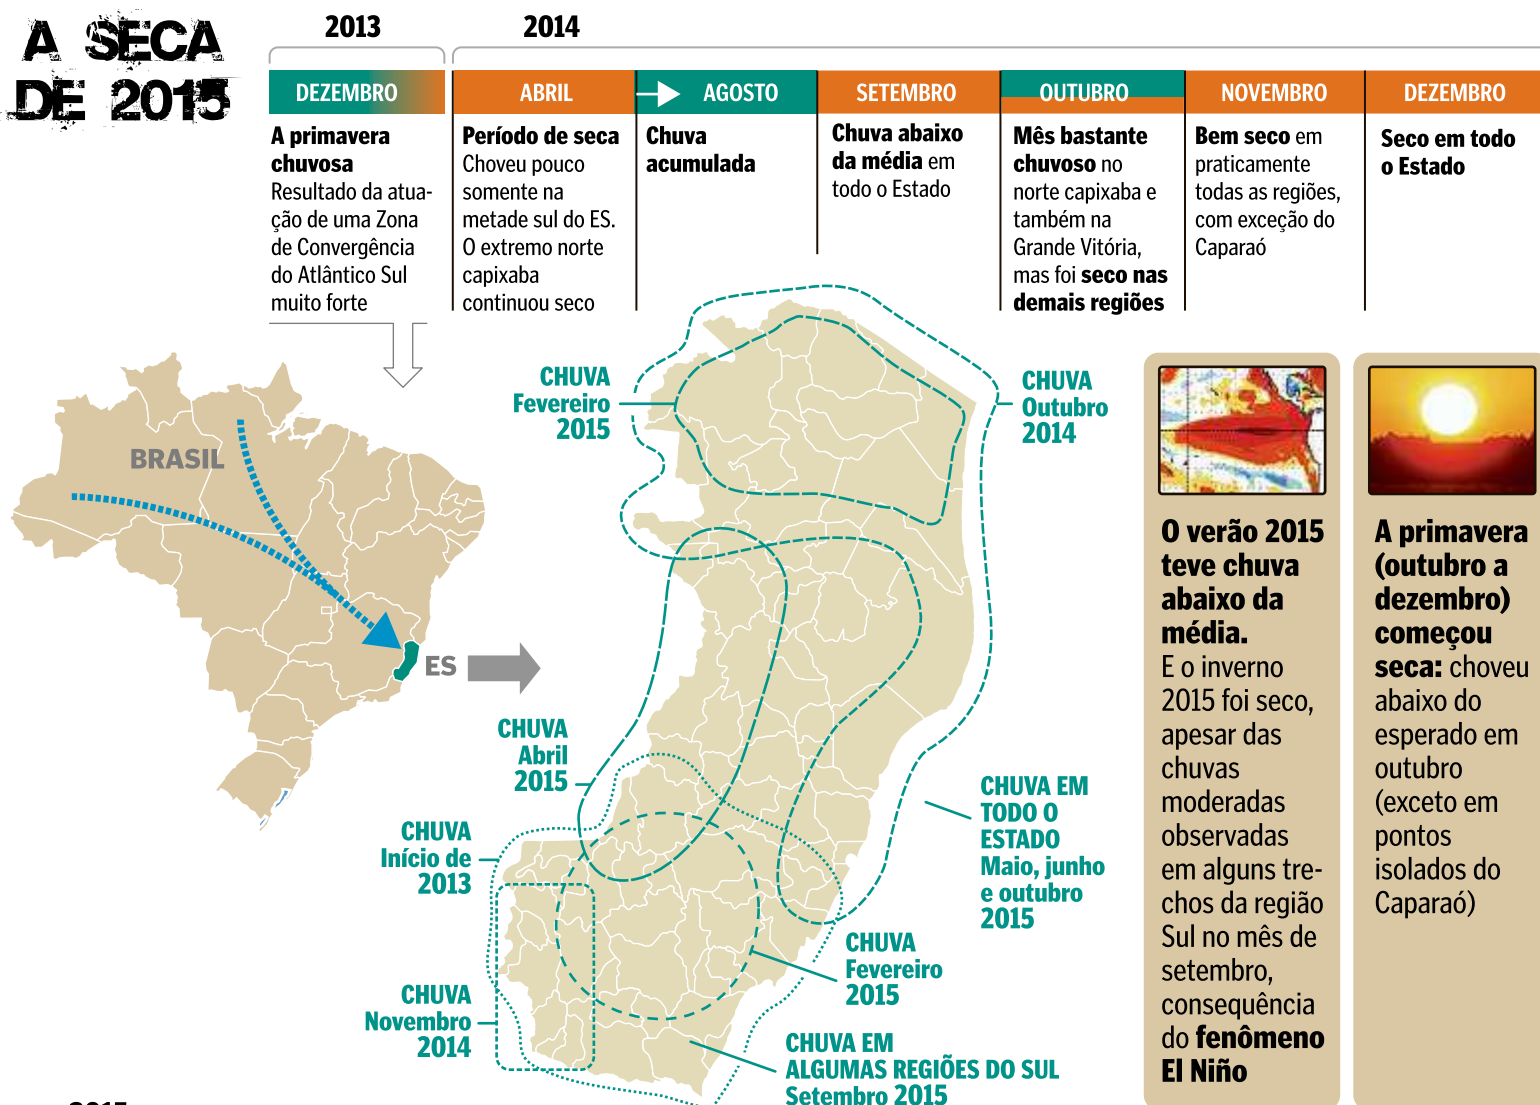 A SECA
DE 2015
2013
2014
DEZEMBRO
ABRIL
AGOSTO
SETEMBRO
OUTUBRO
NOVEMBRO
DEZEMBRO
A primavera
chuvosa
Resultado da atua-
ção de uma Zona
de Convergência
do Atlântico Sul
muito forte
Período de seca
Choveu pouco
somente na
metade sul do ES.
O extremo norte
capixaba
continuou seco
Chuva
acumulada
Chuva abaixo
da média em
todo o Estado
Mês bastante
chuvoso no
norte capixaba e
também na
Grande Vitória,
mas foi seco nas
demais regiões
Bem seco em
praticamente
todas as regiões,
com exceção do
Caparaó
Seco em todo
o Estado
BRASIL
ES
CHUVA
Fevereiro
2015
CHUVA
Outubro
2014
CHUVA
Abril
2015
CHUVA
Início de
2013
CHUVA
Novembro
2014
CHUVA EM
TODO O
ESTADO
Maio, junho
e outubro
2015
CHUVA
Fevereiro
2015
CHUVA EM
ALGUMAS REGIÕES DO SUL
Setembro 2015
O verão 2015
teve chuva
abaixo da
média.
E o inverno
2015 foi seco,
apesar das
chuvas
moderadas
observadas
em alguns tre-
chos da região
Sul no mês de
setembro,
consequência
do fenômeno
El Niño
A primavera
(outubro a
dezembro)
começou
seca: choveu
abaixo do
esperado em
outubro
(exceto em
pontos
isolados do
Caparaó)